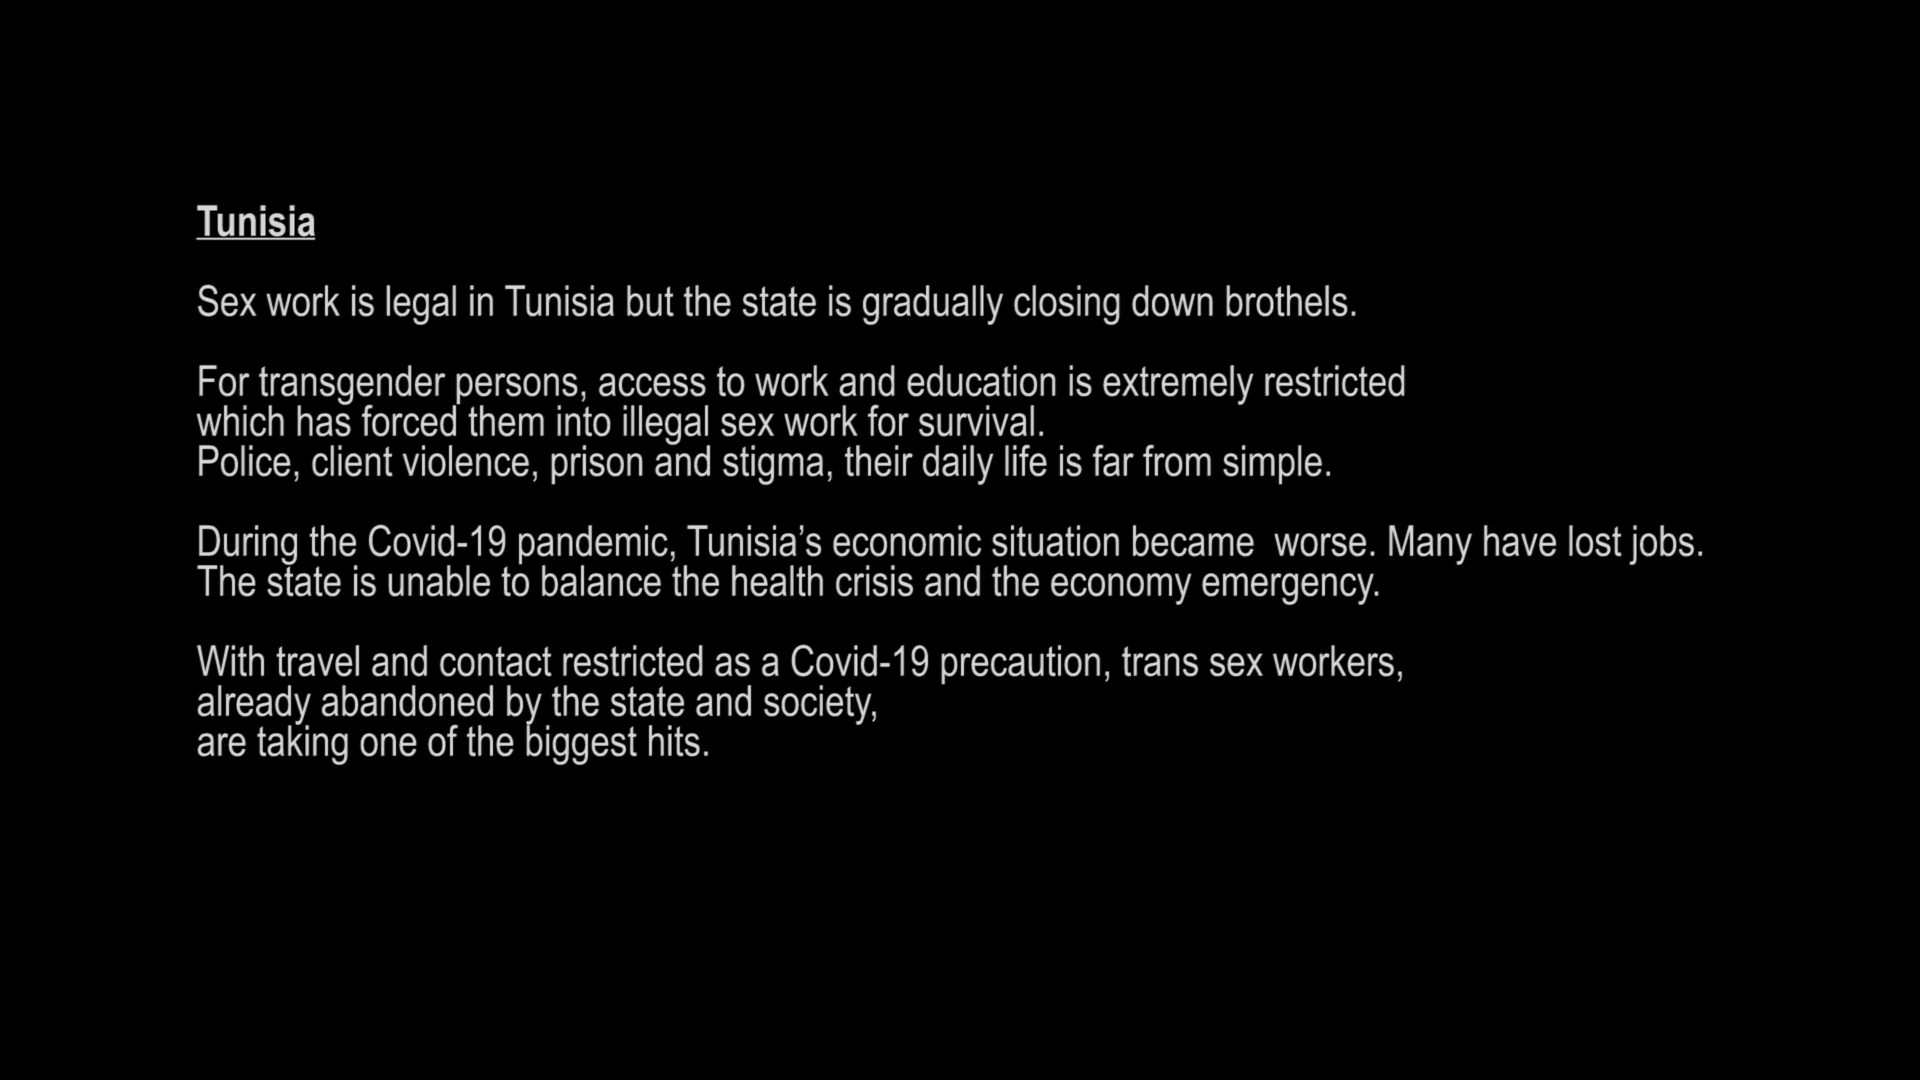 Tunisia
Sex work is legal in Tunisia but the state is gradually closing down brothels.
For transgender persons, access to work and education is extremely restricted
which has forced them into illegal sex work for survival.
Police, client violence, prison and stigma, their daily life is far from simple.
During the Covid-19 pandemic, Tunisia’s economic situation became  worse. Many have lost jobs.
The state is unable to balance the health crisis and the economy emergency.
With travel and contact restricted as a Covid-19 precaution, trans sex workers,
already abandoned by the state and society,
are taking one of the biggest hits.